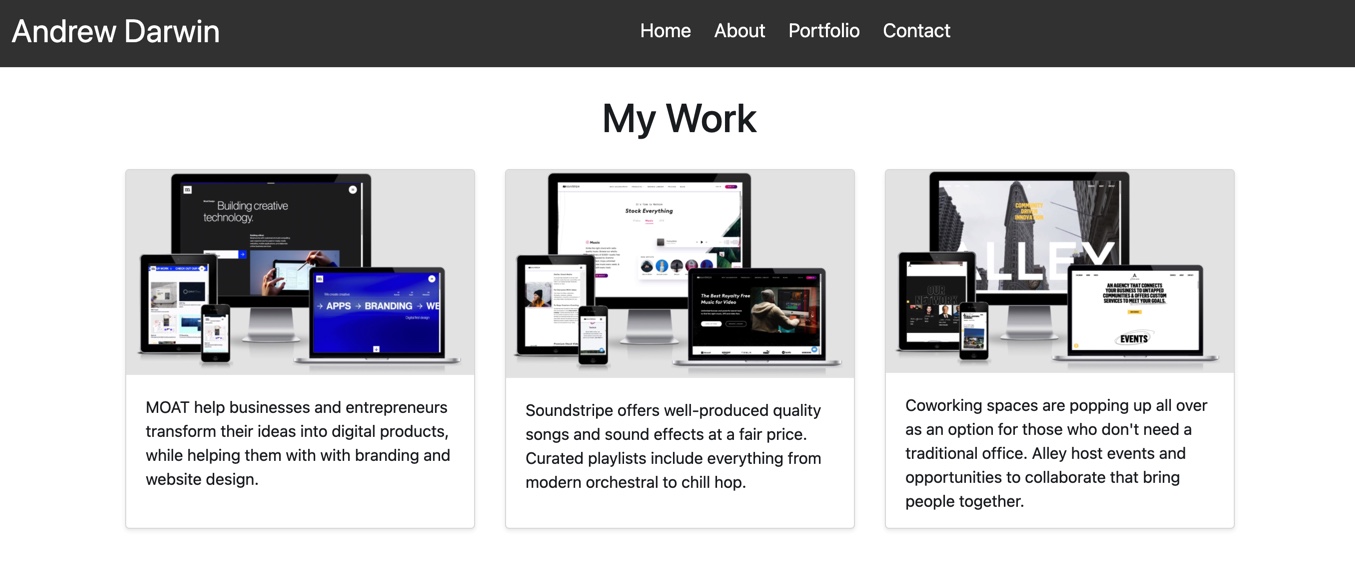 Andrew Darwin
Home About Portfolio Contact
My Work
Building creative
technology.
→ APPS → BRANDING → WE
MOAT help businesses and entrepreneurs
transform their ideas into digital products,
while helping them with with branding and
website design.
Stock Everything
The Best Royalty Free
Music for Video
Soundstripe offers well-produced quality
songs and sound effects at a fair price.
Curated playlists include everything from
modern orchestral to chill hop.
COMMUNITY
DRIVEN
INNOVATION
LLEY
OUR
NETWORK
AN AGENCY THAT CONNECTS
YOUR BUSINESS TO UNTAPPED
COMMUNITIES & OFFERS CUSTOM
SERVICES TO MEET YOUR GOALS.
EVENTS
Coworking spaces are popping up all over
as an option for those who don't need a
traditional office. Alley host events and
opportunities to collaborate that bring
people together.